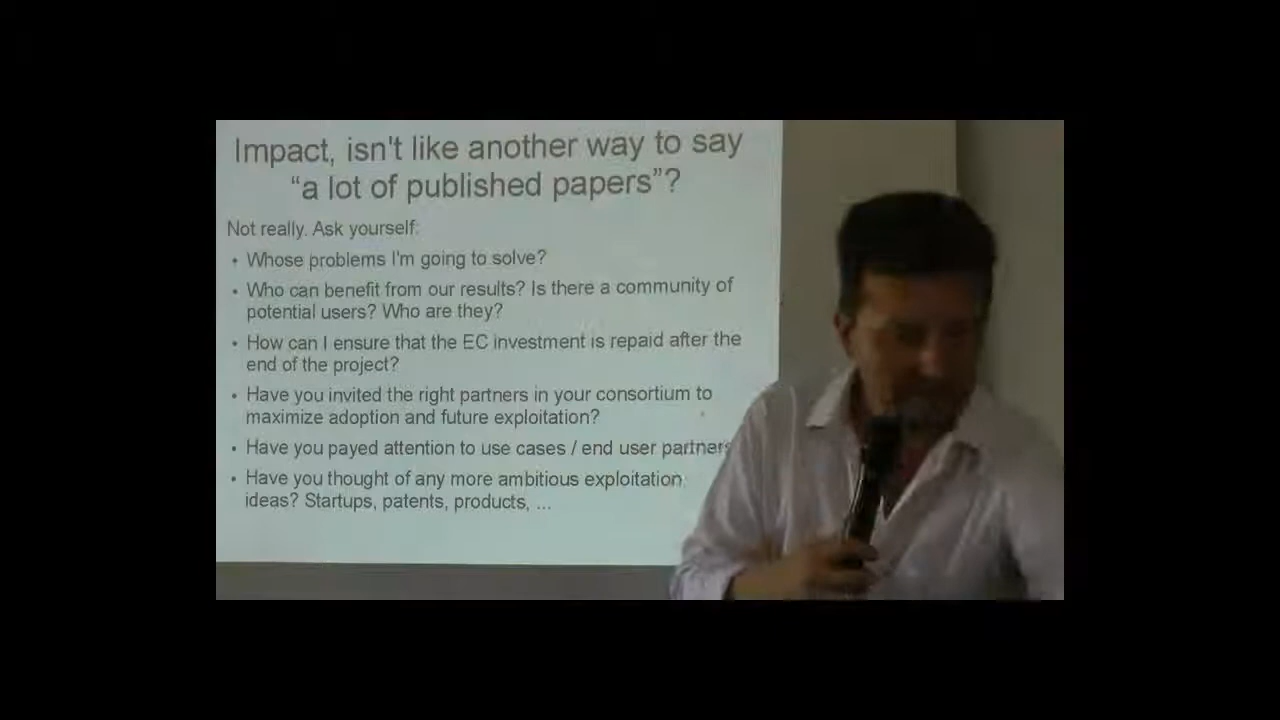 Impact, isn't like another way to say
“a lot of published papers”?
Not really. Ask yourself:
• Whose problems I'm going to solve?
• Who can benefit from our results? Is there a community of
potential users? Who are they?
• How can I ensure that the EC investment is repaid after the
end of the project?
• Have you invited the right partners in your consortium to
maximize adoption and future exploitation?
• Have you payed attention to use cases / end user partners
• Have you thought of any more ambitious exploitation
ideas? Startups, patents, products, ...